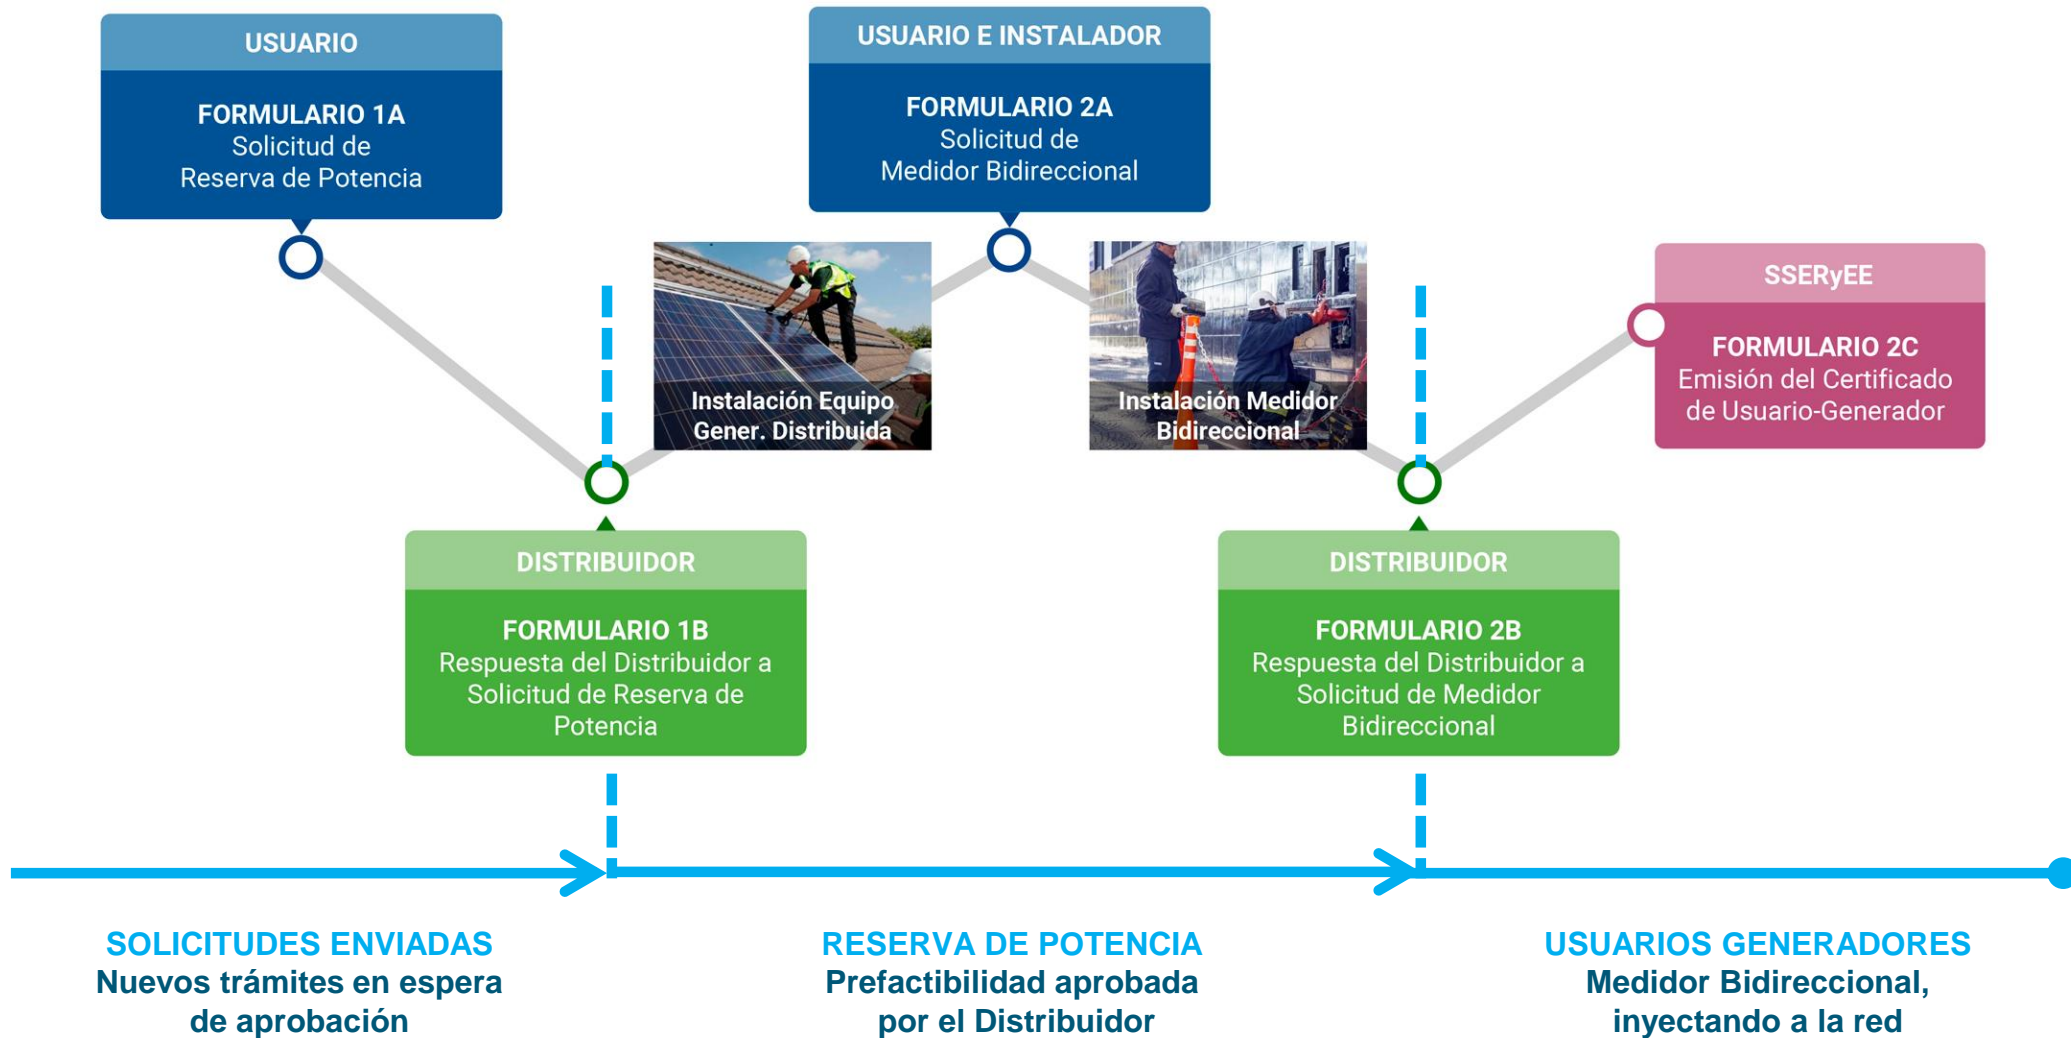 USUARIO
FORMULARIO 1A
Solicitud de
Reserva de Potencia
USUARIO E INSTALADOR
FORMULARIO 2A
Solicitud de
Medidor Bidireccional
Instalación Equipo
Gener. Distribuida
Instalación Medidor
Bidireccional
SSERyEE
FORMULARIO 2C
Emisión del Certificado
de Usuario-Generador
DISTRIBUIDOR
FORMULARIO 1B
Respuesta del Distribuidor a
Solicitud de Reserva de
Potencia
DISTRIBUIDOR
FORMULARIO 2B
Respuesta del Distribuidor a
Solicitud de Medidor
Bidireccional
SOLICITUDES ENVIADAS
Nuevos trámites en espera
de aprobación
RESERVA DE POTENCIA
Prefactibilidad aprobada
por el Distribuidor
USUARIOS GENERADORES
Medidor Bidireccional,
inyectando a la red